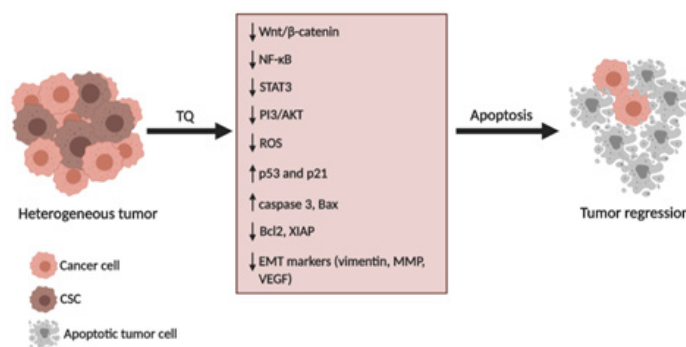 ↓ Wnt/β-catenin
↓ NF-κB
↓ STAT3
↓ PI3/AKT
↓ ROS
↑ p53 and p21
↑ caspase 3, Bax
↓ Bcl2, XIAP
↓ EMT markers (vimentin, MMP,
VEGF)
TQ
Apoptosis
Heterogeneous tumor
Tumor regression
Cancer cell
CSC
Apoptotic tumor cell